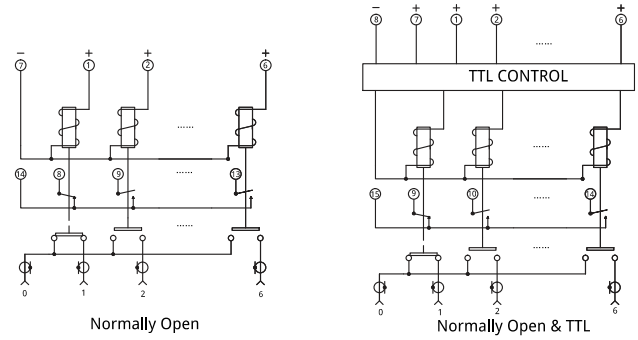 − + + +
7 1 2 6
......
14 8 9 13
......
......
0 1 2 6
Normally Open
− + + + +
8 7 1 2 6
......
TTL CONTROL
......
15 9 10 14
......
......
0 1 2 6
Normally Open & TTL